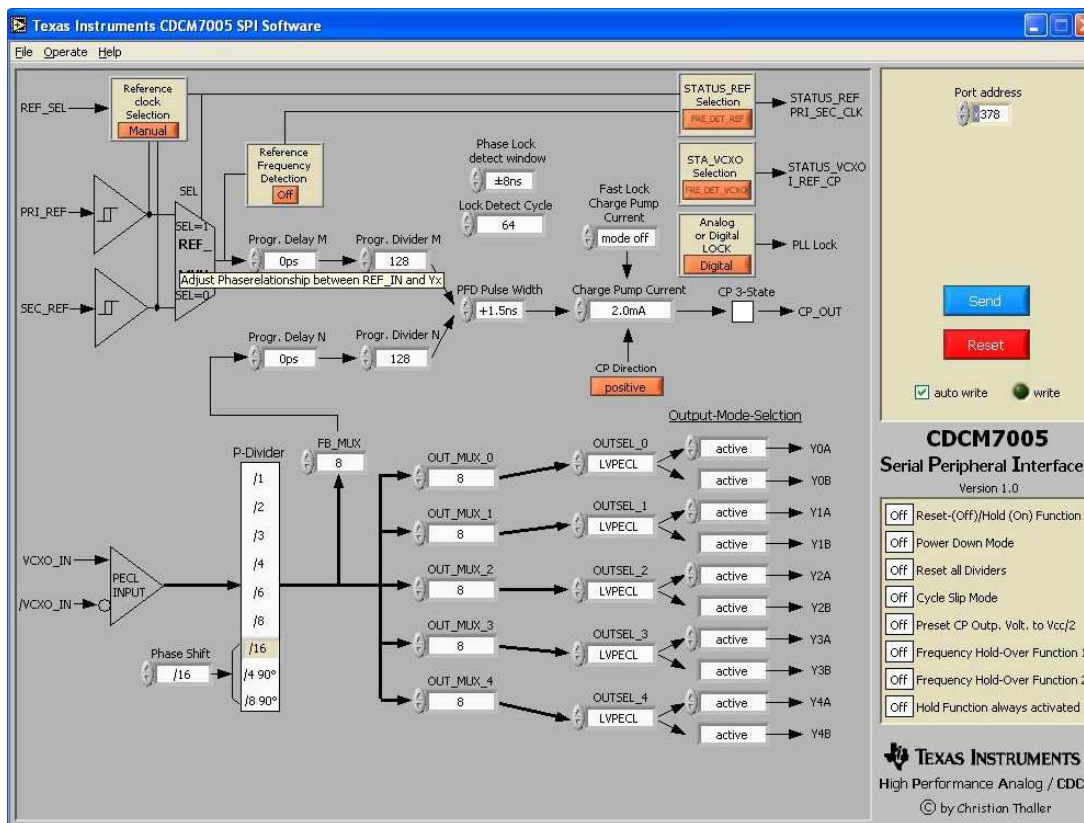 Texas Instruments CDCM7005 SPI Software
File Operate Help
REF_SEL
Reference
clock
Selection
Manual
STATUS_REF
Selection
FRE_DET_REF
STATUS_REF
PRI_SEC_CLK
Port address
x378
Reference
Frequency
Detection
Off
Phase Lock
detect window
±8ns
STA_VCXO
Selection
FRE_DET_VCXO
STATUS_VCXO
I_REF_CP
Lock Detect Cycle
64
Fast Lock
Charge Pump
Current
mode off
Analog
or Digital
LOCK
Digital
PLL Lock
PRI_REF
SEL
SEL=1
REF_
SEL=0
SEC_REF
Progr. Delay M
0ps
Progr. Divider M
128
Adjust Phaserelationship between REF_IN and Yx
PFD Pulse Width
+1.5ns
Charge Pump Current
2.0mA
CP 3-State
CP_OUT
Progr. Delay N
0ps
Progr. Divider N
128
CP Direction
positive
Send
Reset
auto write
write
Output-Mode-Selction
P-Divider
/1
/2
/3
/4
/6
/8
/16
/4 90°
/8 90°
FB_MUX
8
VCXO_IN
/VCXO_IN
PECL
INPUT
Phase Shift
/16
OUT_MUX_0
8
OUTSEL_0
LVPECL
active
Y0A
active
Y0B
OUT_MUX_1
8
OUTSEL_1
LVPECL
active
Y1A
active
Y1B
OUT_MUX_2
8
OUTSEL_2
LVPECL
active
Y2A
active
Y2B
OUT_MUX_3
8
OUTSEL_3
LVPECL
active
Y3A
active
Y3B
OUT_MUX_4
8
OUTSEL_4
LVPECL
active
Y4A
active
Y4B
CDCM7005
Serial Peripheral Interface
Version 1.0
Off Reset-(Off)/Hold (On) Function
Off Power Down Mode
Off Reset all Dividers
Off Cycle Slip Mode
Off Preset CP Outp. Volt. to Vcc/2
Off Frequency Hold-Over Function 1
Off Frequency Hold-Over Function 2
Off Hold Function always activated
TEXAS INSTRUMENTS
High Performance Analog / CDC
© by Christian Thaller